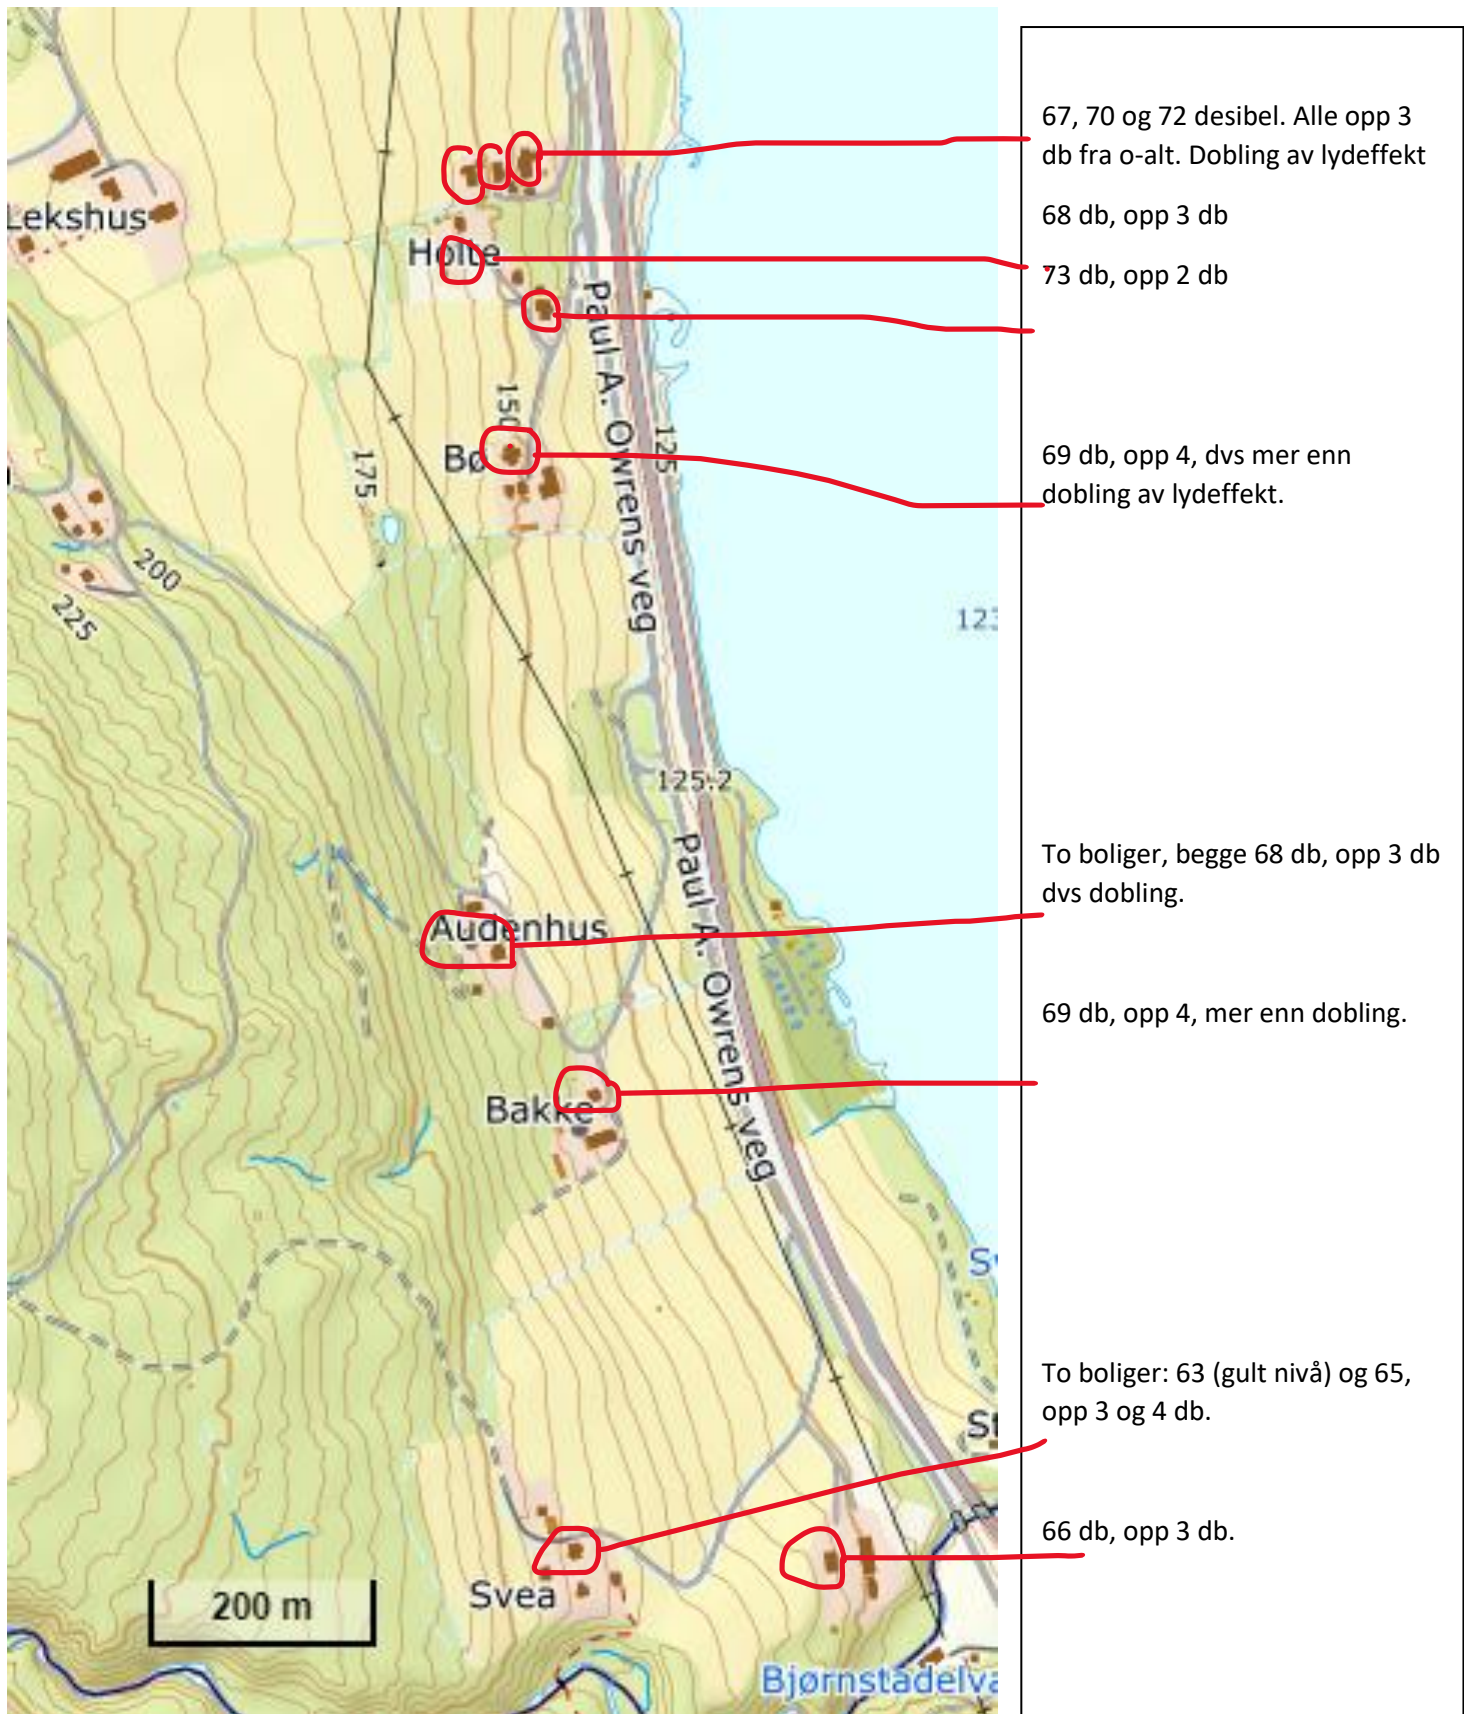 67, 70 og 72 desibel. Alle opp 3
db fra o-alt. Dobling av lydeffekt
Lekshus
68 db, opp 3 db
Holte
73 db, opp 2 db
Paul A. Owrens veg
150
125
175
Bø
69 db, opp 4, dvs mer enn
dobling av lydeffekt.
200
225
123
125.2
Paul A. Owrens veg
To boliger, begge 68 db, opp 3 db
dvs dobling.
Audenhus
69 db, opp 4, mer enn dobling.
Bakke
To boliger: 63 (gult nivå) og 65,
opp 3 og 4 db.
66 db, opp 3 db.
Svea
200 m
Bjørnstadelva